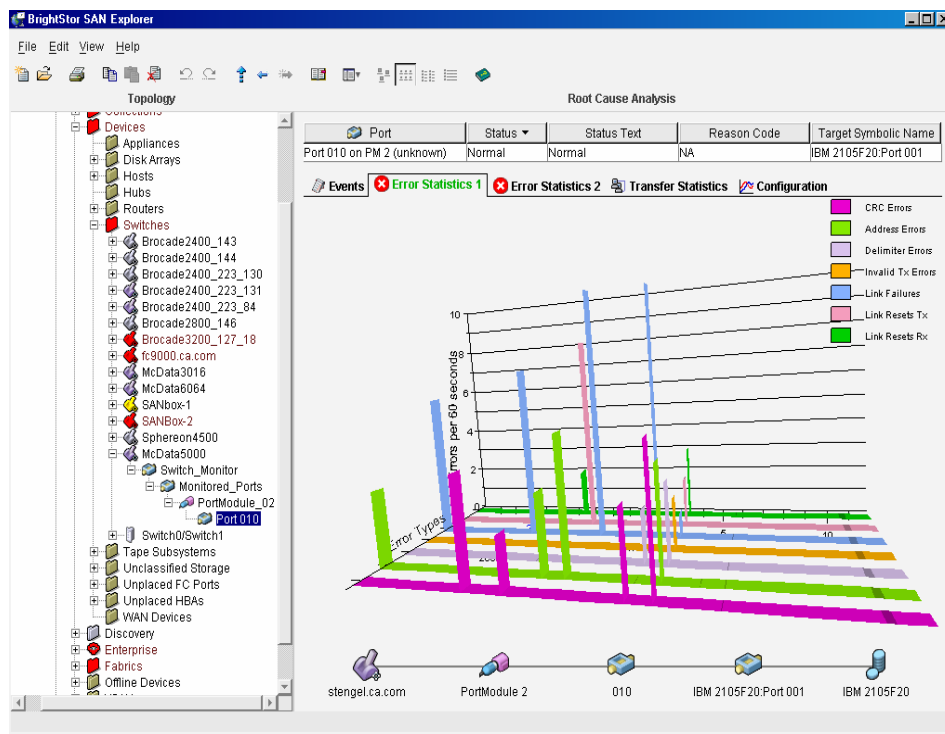 BrightStor SAN Explorer
File Edit View Help
Topology
Root Cause Analysis
Port Status Status Text Reason Code Target Symbolic Name
Port 010 on PM 2 (unknown) Normal Normal NA IBM 2105F20:Port 001
Events Error Statistics 1 Error Statistics 2 Transfer Statistics Configuration
Collections
Devices
Appliances
Disk Arrays
Hosts
Hubs
Routers
Switches
Brocade2400_143
Brocade2400_144
Brocade2400_223_130
Brocade2400_223_131
Brocade2400_223_84
Brocade2800_146
Brocade3200_127_18
fc9000.ca.com
McData3016
McData6064
SANbox-1
SANBox-2
Sphereon4500
McData5000
Switch_Monitor
Monitored_Ports
PortModule_02
Port 010
Switch0/Switch1
Tape Subsystems
Unclassified Storage
Unplaced FC Ports
Unplaced HBAs
WAN Devices
Discovery
Enterprise
Fabrics
Offline Devices
CRC Errors
Address Errors
Delimiter Errors
Invalid Tx Errors
Link Failures
Link Resets Tx
Link Resets Rx
10
8
6
4
2
0
Errors per 60 seconds
Error Types
5
10
stengel.ca.com
PortModule 2
010
IBM 2105F20:Port 001
IBM 2105F20